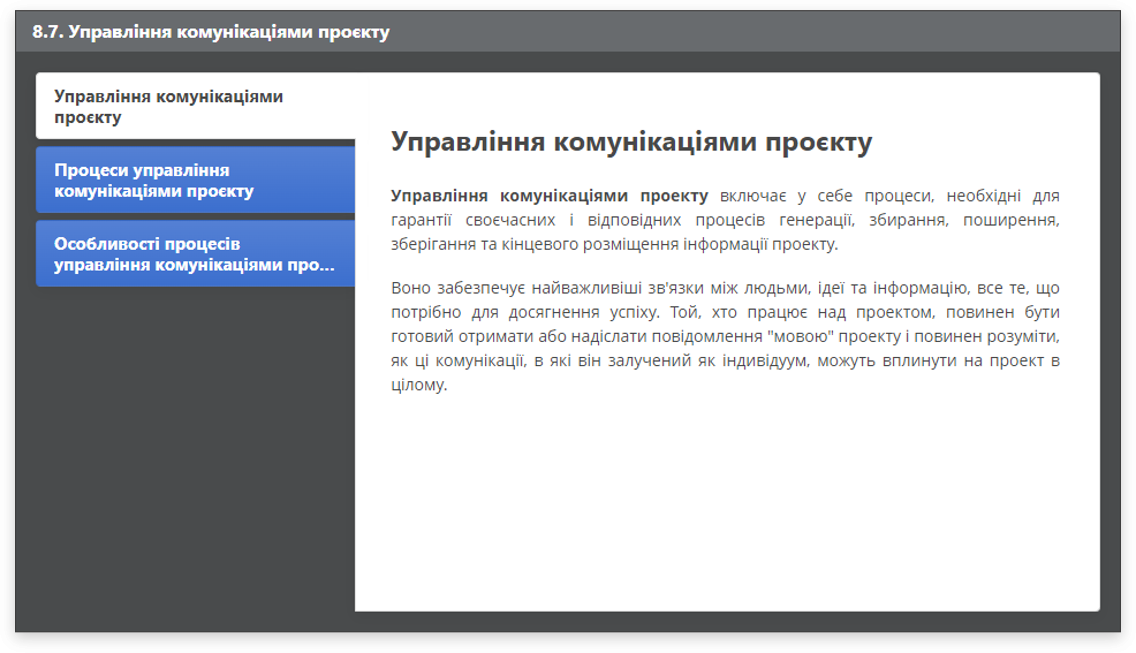 8.7. Управління комунікаціями проєкту
Управління комунікаціями
проєкту
Процеси управління
комунікаціями проєкту
Особливості процесів
управління комунікаціями про...
Управління комунікаціями проєкту
Управління комунікаціями проекту включає у себе процеси, необхідні для
гарантії своєчасних і відповідних процесів генерації, збирання, поширення,
зберігання та кінцевого розміщення інформації проекту.
Воно забезпечує найважливіші зв'язки між людьми, ідеї та інформацію, все те, що
потрібно для досягнення успіху. Той, хто працює над проектом, повинен бути
готовий отримати або надіслати повідомлення "мовою" проекту і повинен розуміти,
як ці комунікації, в які він залучений як індивідуум, можуть вплинути на проект в
цілому.